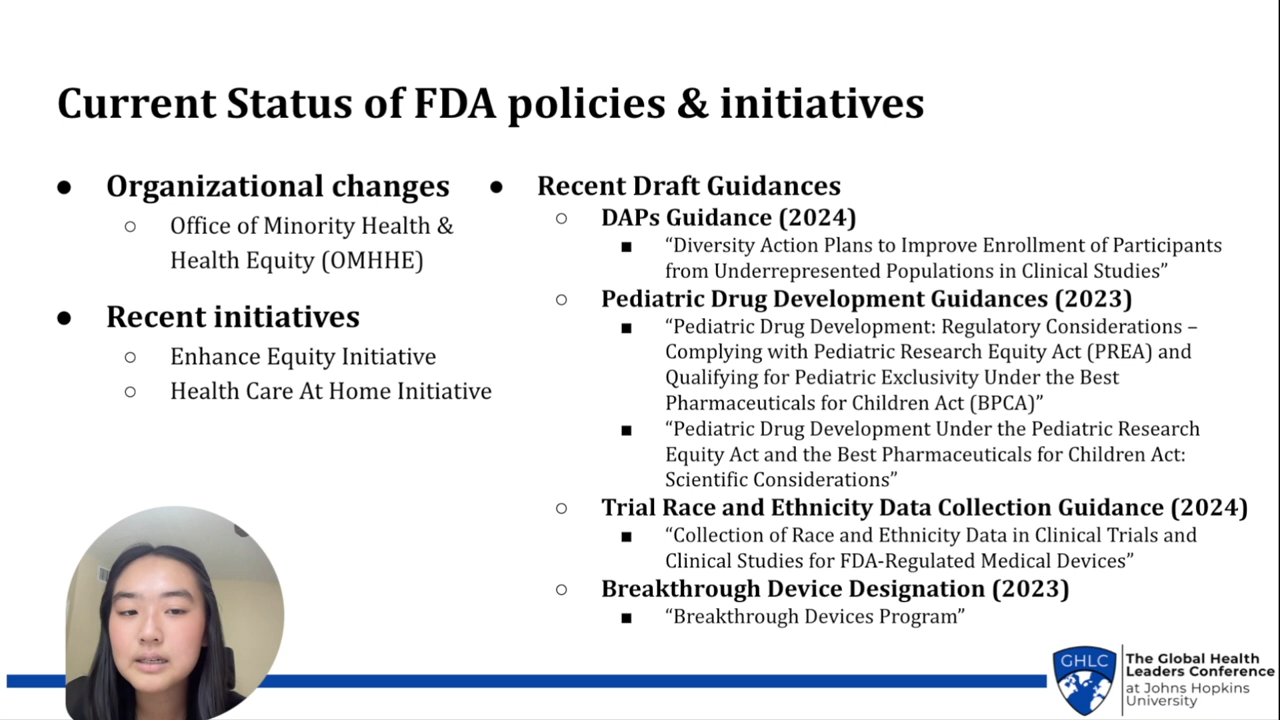 Current Status of FDA policies & initiatives
● Organizational changes
○ Office of Minority Health &
Health Equity (OMHHE)
● Recent initiatives
○ Enhance Equity Initiative
○ Health Care At Home Initiative
● Recent Draft Guidances
○ DAPs Guidance (2024)
■ “Diversity Action Plans to Improve Enrollment of Participants
from Underrepresented Populations in Clinical Studies”
○ Pediatric Drug Development Guidances (2023)
■ “Pediatric Drug Development: Regulatory Considerations –
Complying with Pediatric Research Equity Act (PREA) and
Qualifying for Pediatric Exclusivity Under the Best
Pharmaceuticals for Children Act (BPCA)”
■ “Pediatric Drug Development Under the Pediatric Research
Equity Act and the Best Pharmaceuticals for Children Act:
Scientific Considerations”
○ Trial Race and Ethnicity Data Collection Guidance (2024)
■ “Collection of Race and Ethnicity Data in Clinical Trials and
Clinical Studies for FDA-Regulated Medical Devices”
○ Breakthrough Device Designation (2023)
■ “Breakthrough Devices Program”
GHLC
The Global Health
Leaders Conference
at Johns Hopkins
University